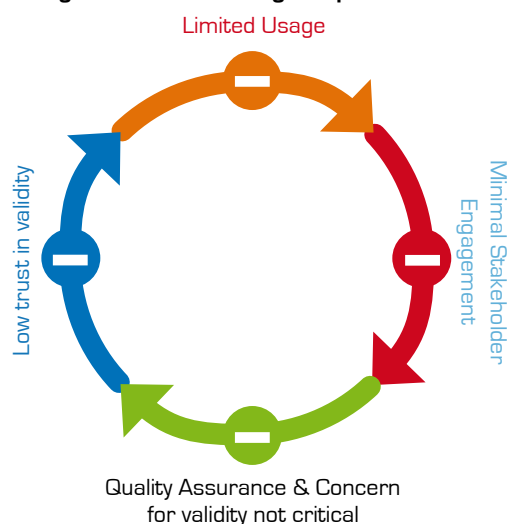 Limited Usage
Minimal Stakeholder
Engagement
Quality Assurance & Concern
for validity not critical
Low trust in validity